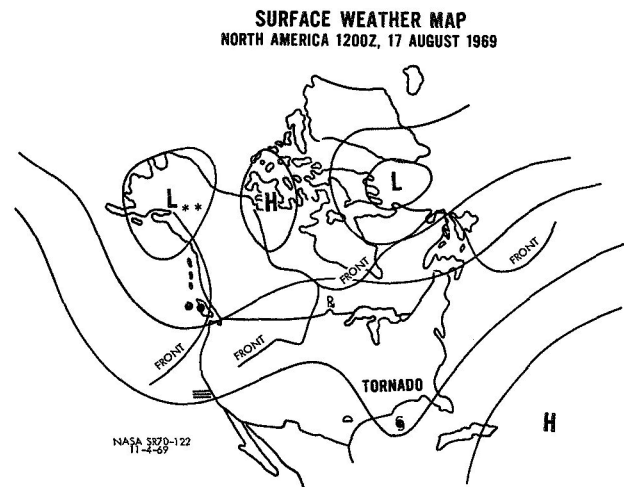 SURFACE WEATHER MAP
NORTH AMERICA 1200Z, 17 AUGUST 1969
L
**
H
L
FRONT
FRONT
R
FRONT
FRONT
TORNADO
H
NASA SR70-122
11-4-69